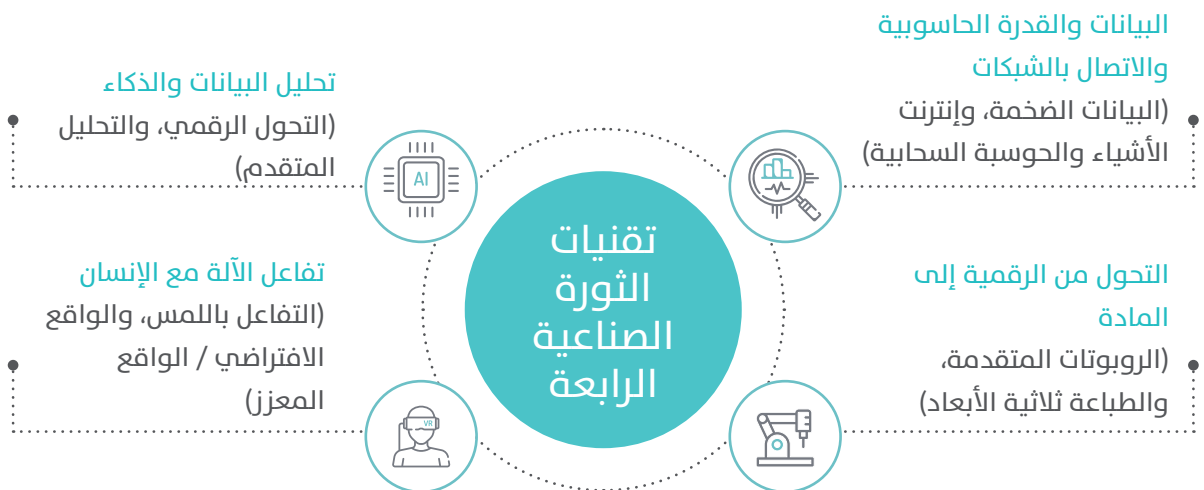 البيانات والقدرة الحاسوبية
والاتصال بالشبكات
(البيانات الضخمة، وإنترنت
الأشياء والحوسبة السحابية)
تحليل البيانات والذكاء
(التحول الرقمي، والتحليل
المتقدم)
AI
تقنيات
الثورة
الصناعية
الرابعة
التحول من الرقمية إلى
المادة
(الروبوتات المتقدمة،
والطباعة ثلاثية الأبعاد)
تفاعل الآلة مع الإنسان
(التفاعل باللمس، والواقع
الافتراضي / الواقع
المعزز)
VR